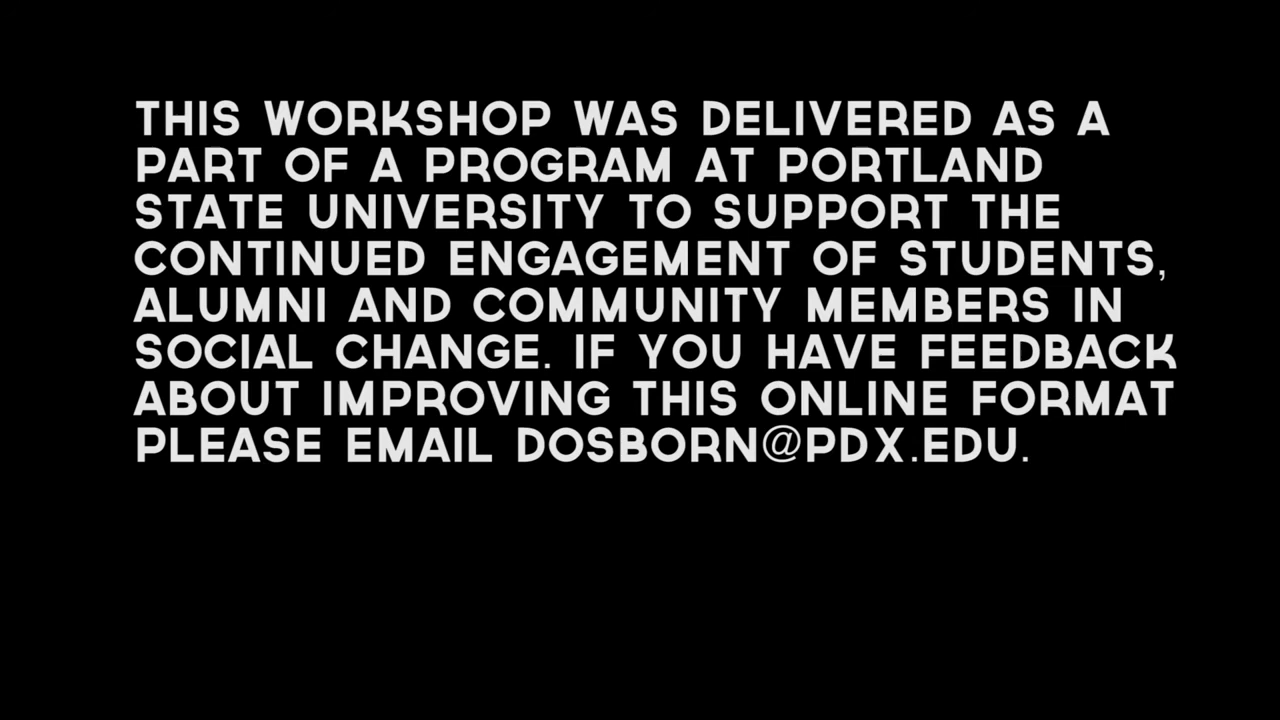 THIS WORKSHOP WAS DELIVERED AS A
PART OF A PROGRAM AT PORTLAND
STATE UNIVERSITY TO SUPPORT THE
CONTINUED ENGAGEMENT OF STUDENTS,
ALUMNI AND COMMUNITY MEMBERS IN
SOCIAL CHANGE. IF YOU HAVE FEEDBACK
ABOUT IMPROVING THIS ONLINE FORMAT
PLEASE EMAIL DOSBORN@PDX.EDU.